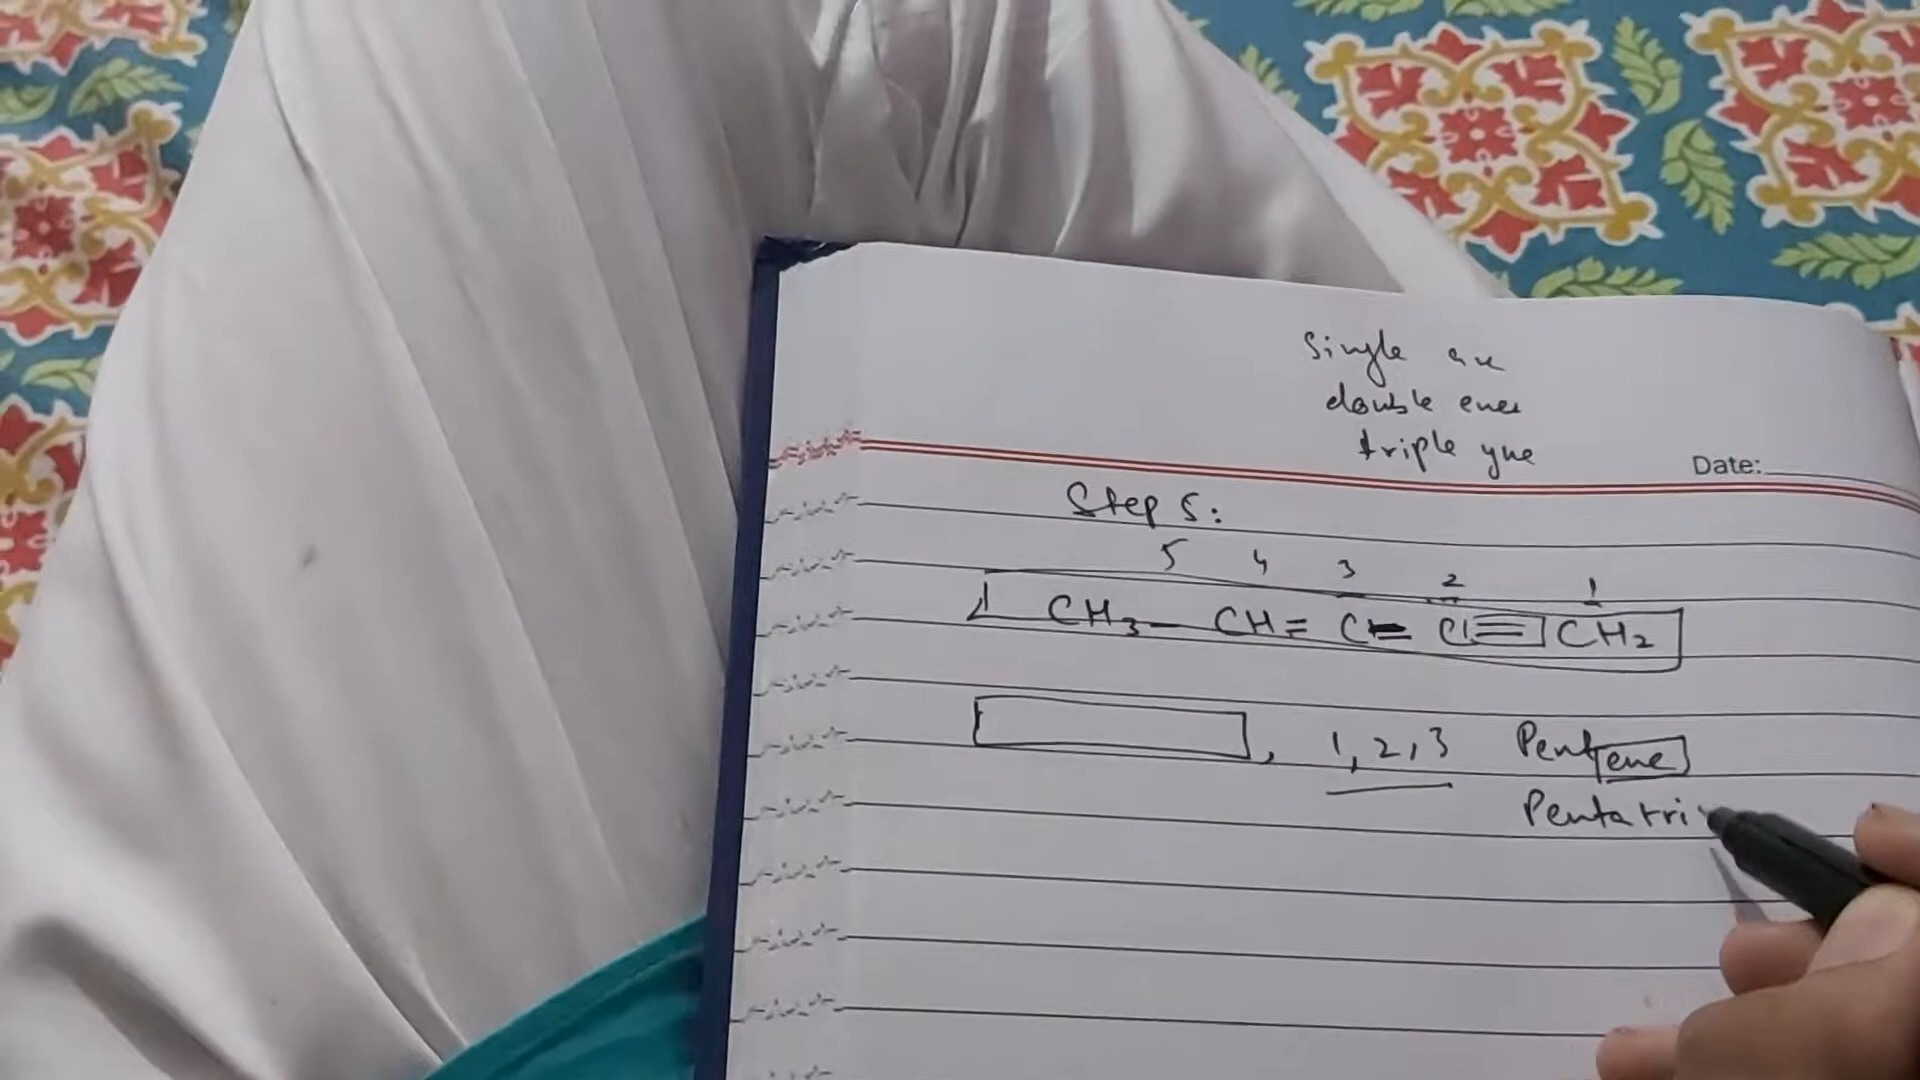 Single ane
double enes
triple yne
Date:
Step 5:
5 4 3 2 1
CH3 — CH = C = C ≡ CH2
, 1, 2, 3 Pentene
Pentatri